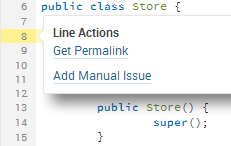 6 public class Store {
7
8 Line Actions
9 Get Permalink
10
11 Add Manual Issue
12
13 public Store() {
14 super();
15 }